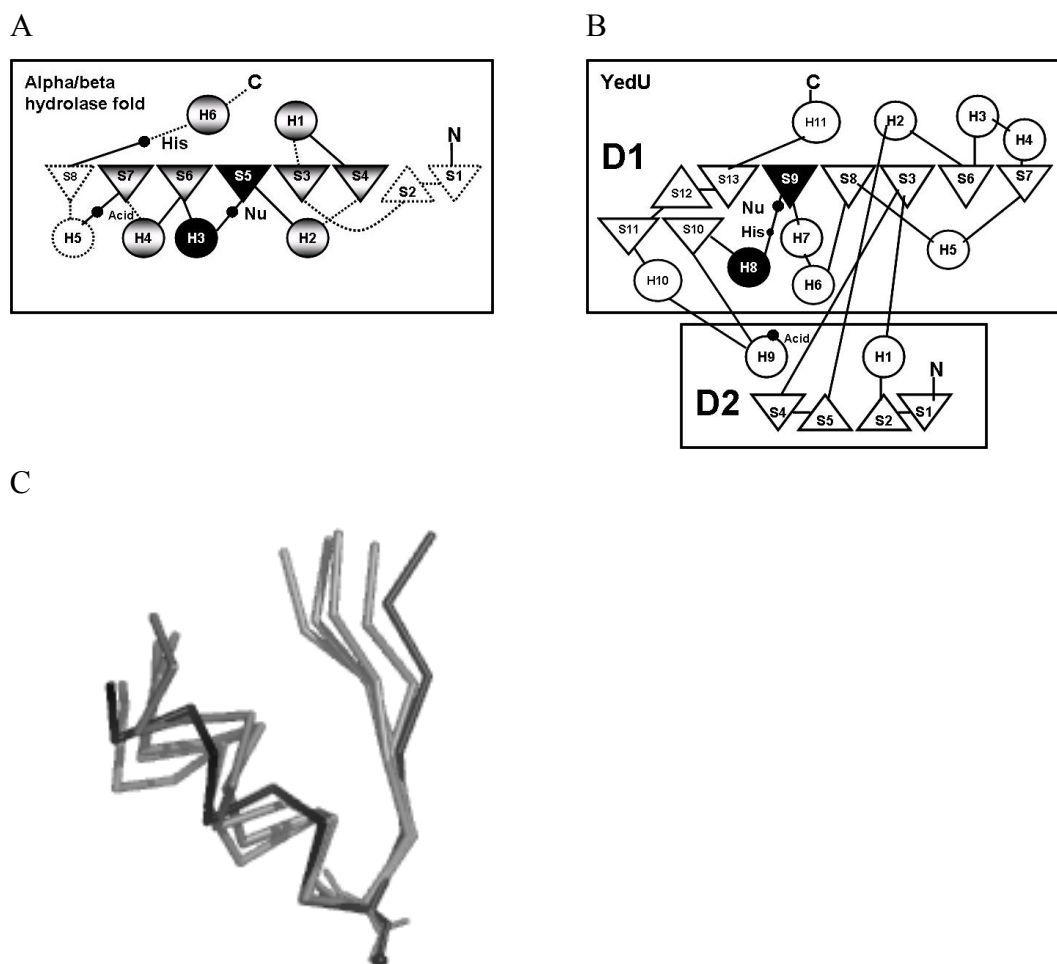 A
Alpha/beta
hydrolase fold
C
H6
H1
His
N
S8
S7
S6
S5
S3
S4
S2
S1
Acid
Nu
H5
H4
H3
H2
B
YedU
C
D1
H11
H2
H3
H4
S12
S13
S9
S8
S3
S6
S7
Nu
His
S11
S10
H7
H5
H8
H6
H10
Acid
H9
H1
N
D2
S4
S5
S2
S1
C